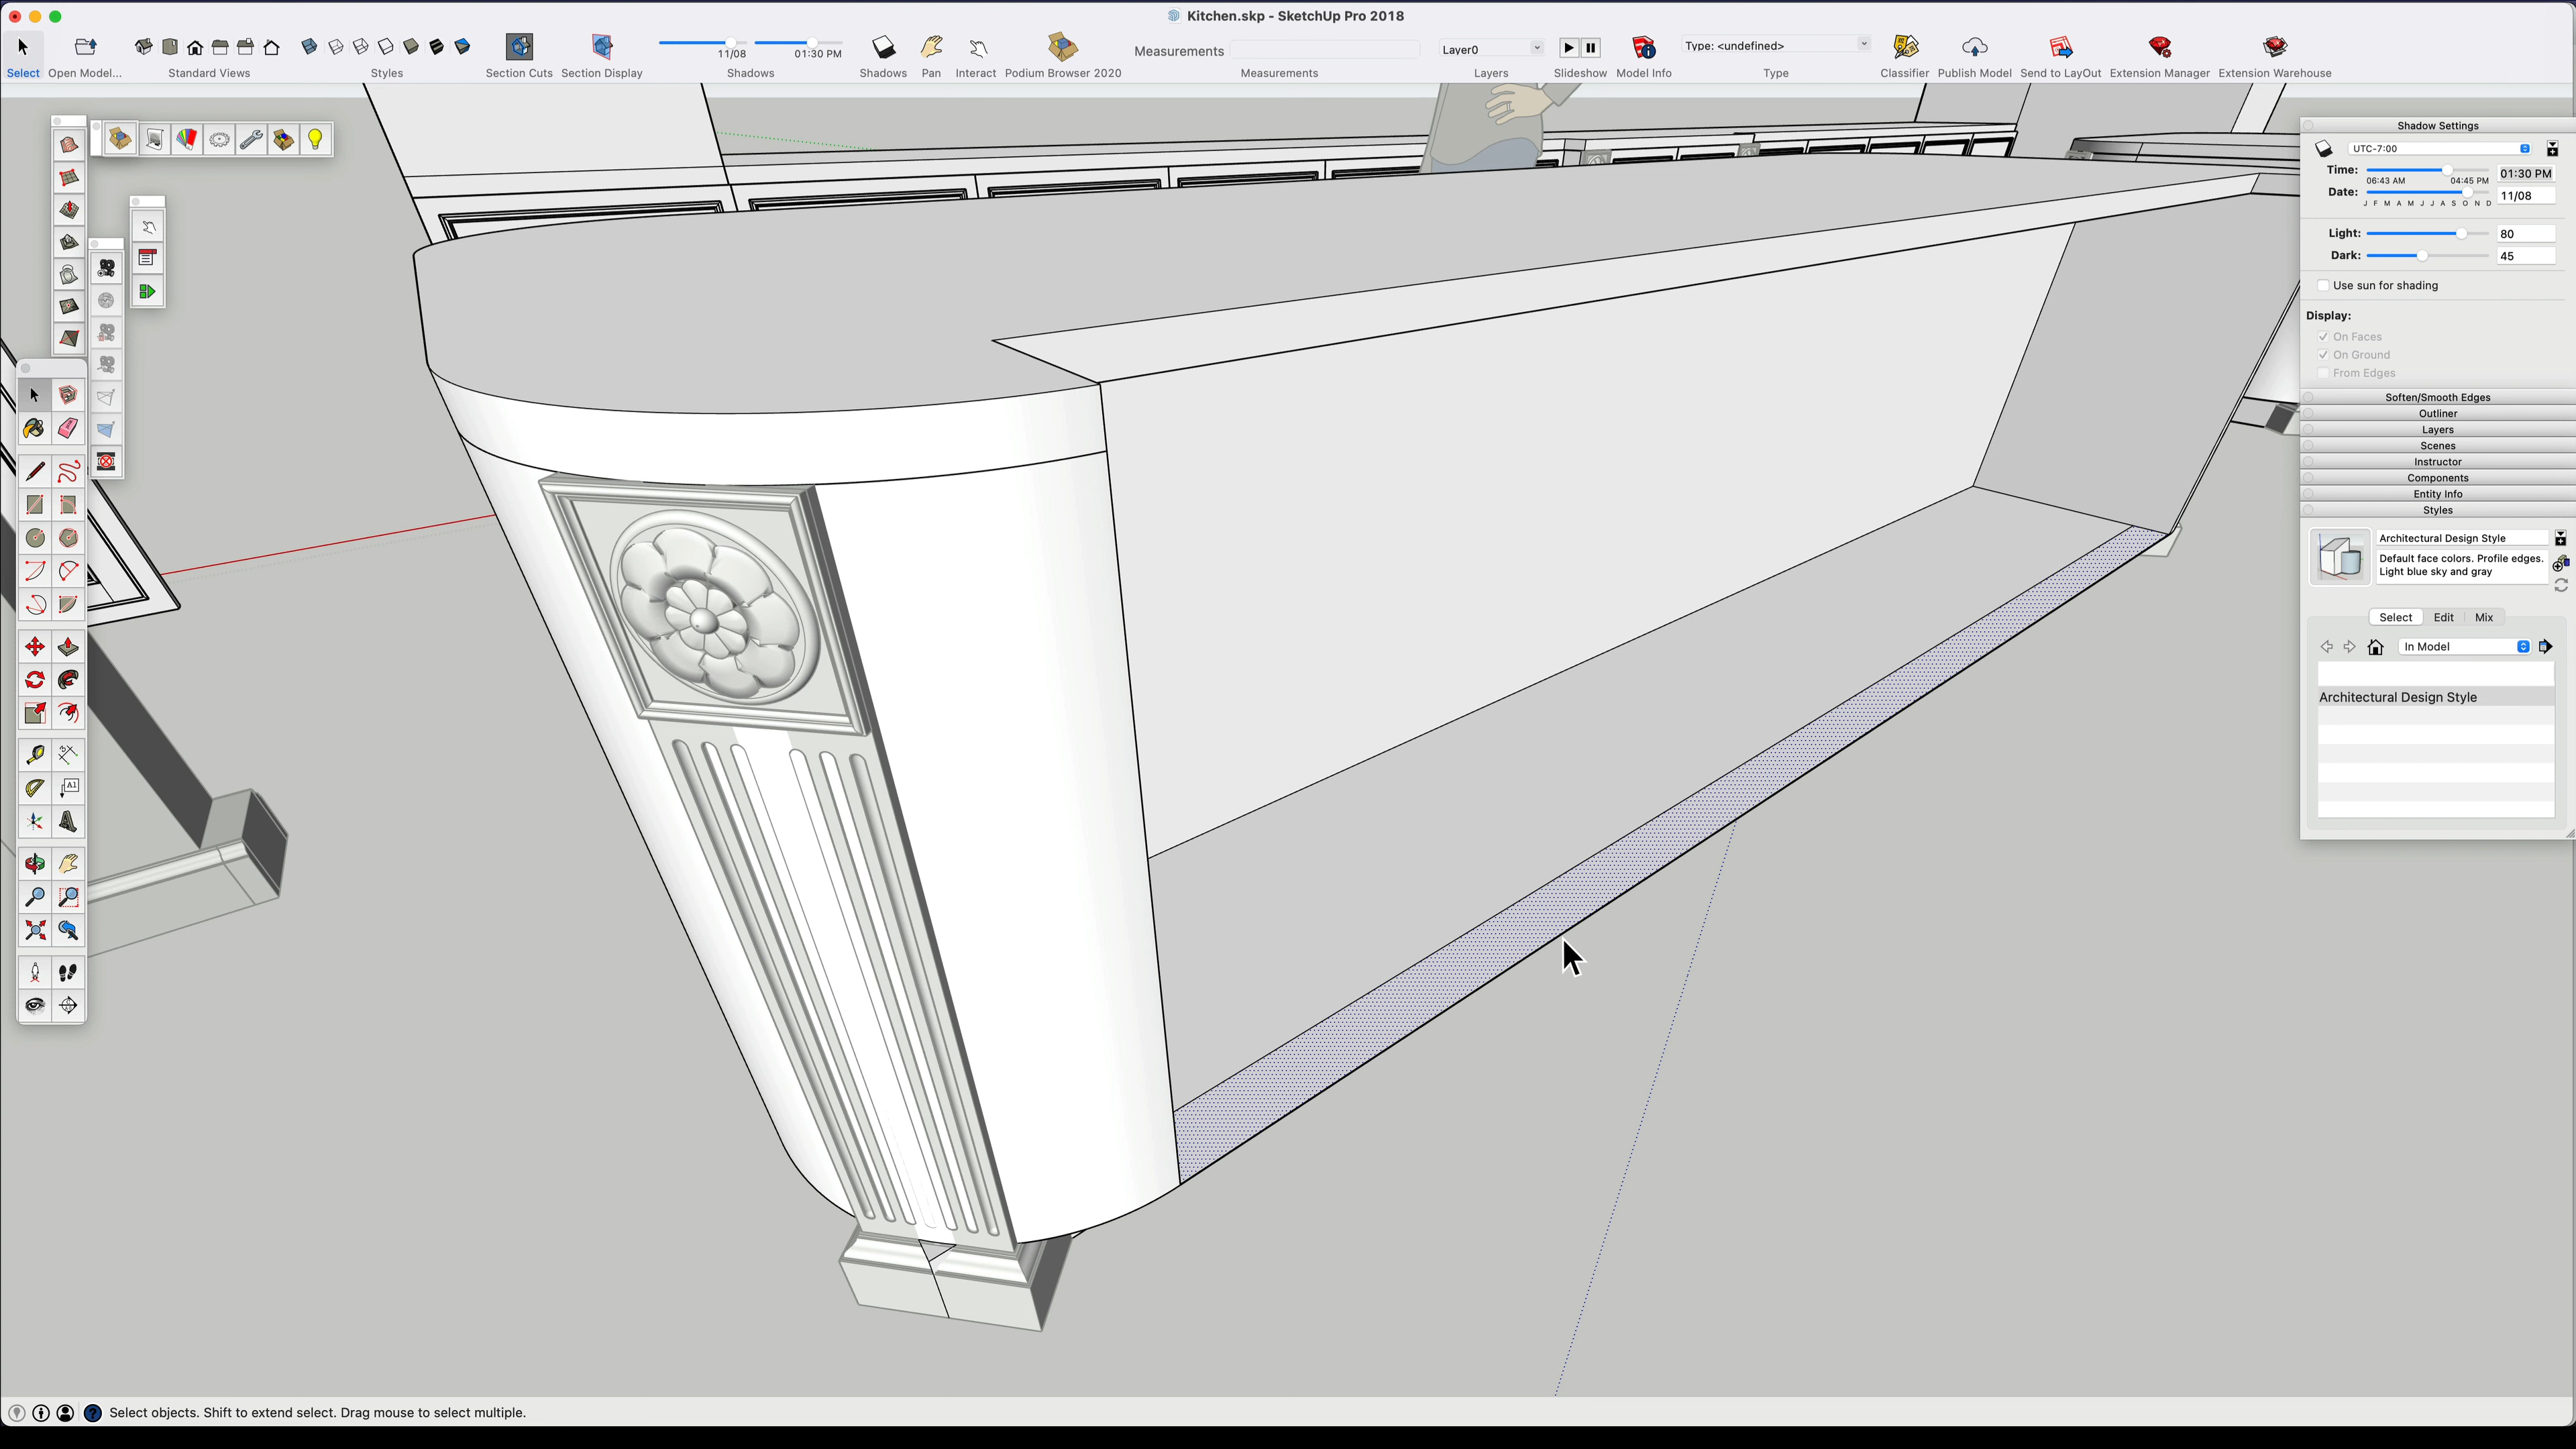 Kitchen.skp - SketchUp Pro 2018
11/08 01:30 PM
Measurements
Layer0
Type: <undefined>
Select Open Model... Standard Views Styles Section Cuts Section Display Shadows Shadows Pan Interact Podium Browser 2020 Measurements Layers Slideshow Model Info Type Classifier Publish Model Send to LayOut Extension Manager Extension Warehouse
Shadow Settings
UTC-7:00
Time: 01:30 PM
06:43 AM 04:45 PM
Date: 11/08
J F M A M J J A S O N D
Light: 80
Dark: 45
Use sun for shading
Display:
On Faces
On Ground
From Edges
Soften/Smooth Edges
Outliner
Layers
Scenes
Instructor
Components
Entity Info
Styles
Architectural Design Style
Default face colors. Profile edges.
Light blue sky and gray
Select Edit Mix
In Model
Architectural Design Style
A1
Select objects. Shift to extend select. Drag mouse to select multiple.